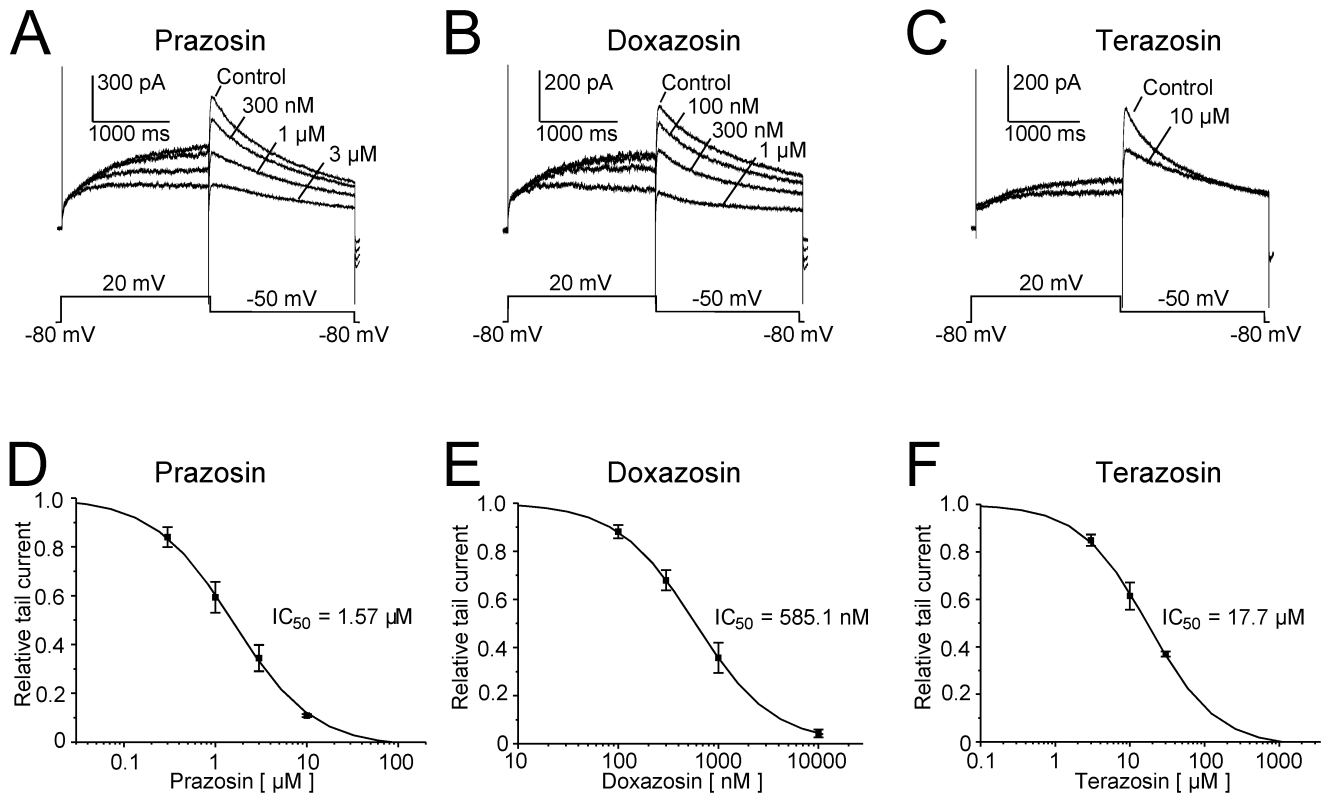 A
Prazosin
300 pA
1000 ms
Control
300 nM
1 µM
3 µM
20 mV
-50 mV
-80 mV
-80 mV
B
Doxazosin
200 pA
1000 ms
Control
100 nM
300 nM
1 µM
20 mV
-50 mV
-80 mV
-80 mV
C
Terazosin
200 pA
1000 ms
Control
10 µM
20 mV
-50 mV
-80 mV
-80 mV
D
Prazosin
Relative tail current
1.0
0.8
0.6
0.4
0.2
0
IC50 = 1.57 µM
0.1 1 10 100
Prazosin [ µM ]
E
Doxazosin
Relative tail current
1.0
0.8
0.6
0.4
0.2
0
IC50 = 585.1 nM
10 100 1000 10000
Doxazosin [ nM ]
F
Terazosin
Relative tail current
1.0
0.8
0.6
0.4
0.2
0
IC50 = 17.7 µM
0.1 1 10 100 1000
Terazosin [ µM ]